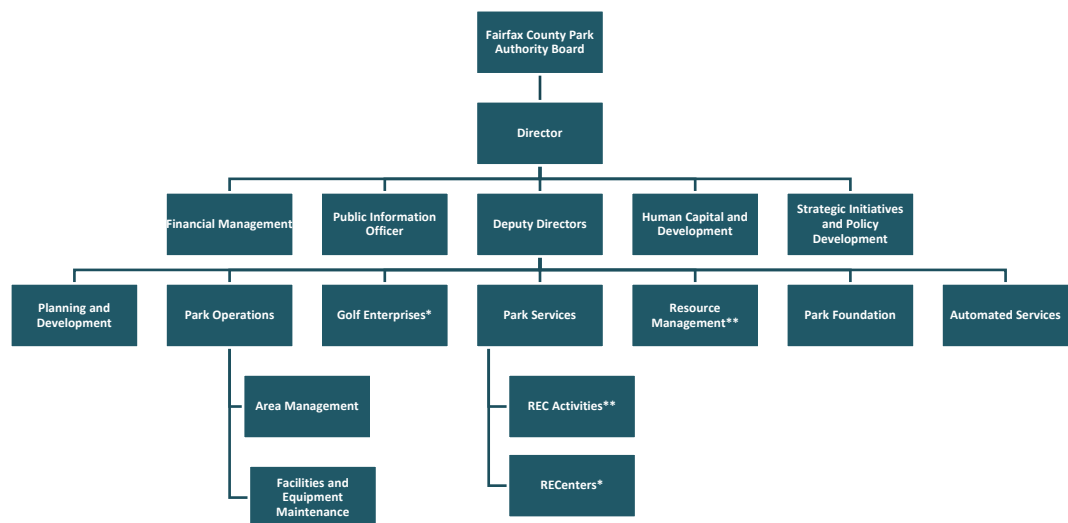 Fairfax County Park
Authority Board
Director
Financial Management
Public Information
Officer
Deputy Directors
Human Capital and
Development
Strategic Initiatives
and Policy
Development
Planning and
Development
Park Operations
Golf Enterprises*
Park Services
Resource
Management**
Park Foundation
Automated Services
Area Management
REC Activities**
Facilities and
Equipment
Maintenance
RECenters*